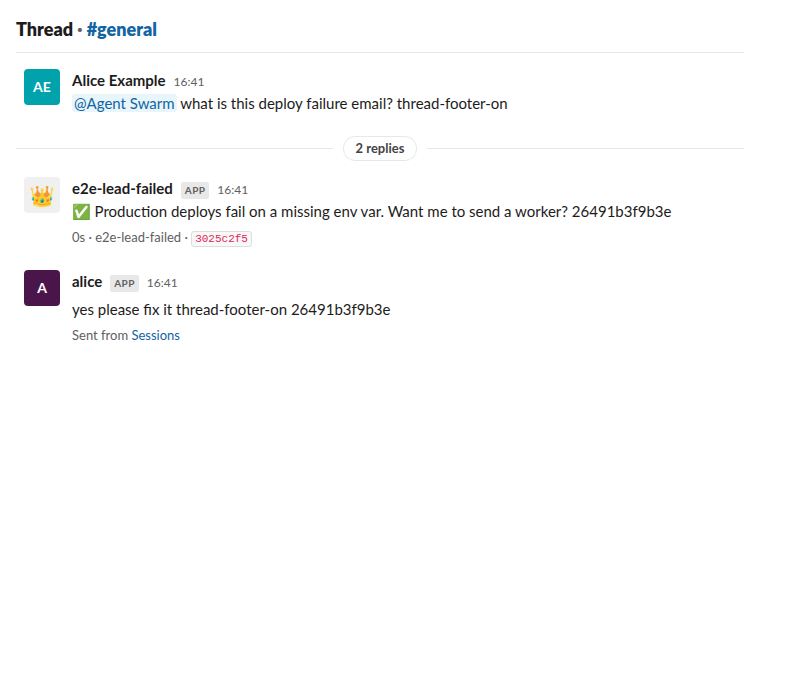 Thread • #general
AE
Alice Example 16:41
@Agent Swarm what is this deploy failure email? thread-footer-on
2 replies
e2e-lead-failed APP 16:41
✅ Production deploys fail on a missing env var. Want me to send a worker? 26491b3f9b3e
0s · e2e-lead-failed · 3025c2f5
A
alice APP 16:41
yes please fix it thread-footer-on 26491b3f9b3e
Sent from Sessions